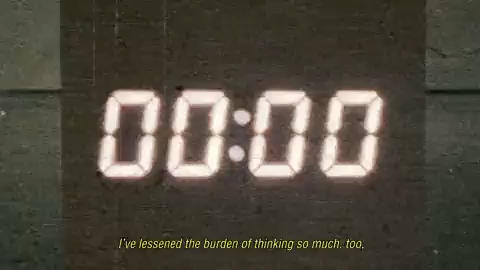 00:00
I've lessened the burden of thinking so much, too,